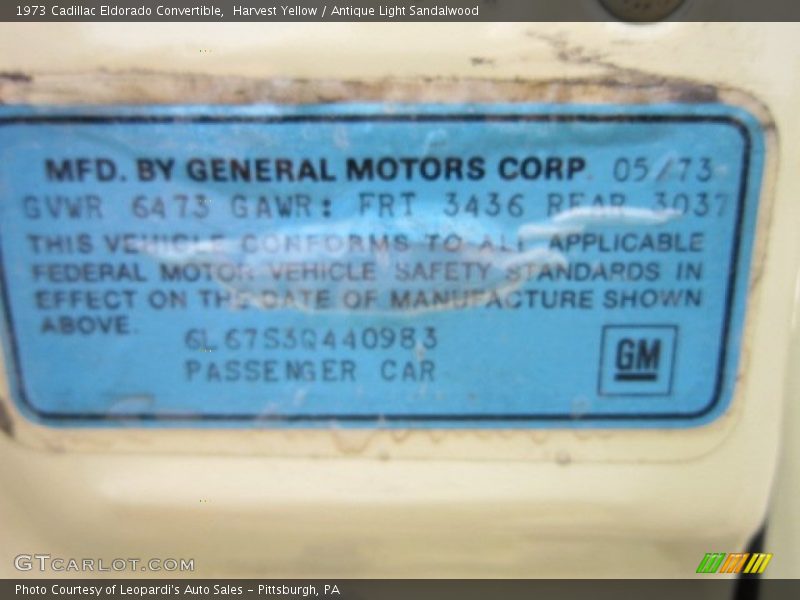 1973 Cadillac Eldorado Convertible,  Harvest Yellow / Antique Light Sandalwood
MFD. BY GENERAL MOTORS CORP. 05/73
GVWR 6473 GAWR: FRT 3436 REAR 3037
THIS VEHICLE CONFORMS TO ALL APPLICABLE
FEDERAL MOTOR VEHICLE SAFETY STANDARDS IN
EFFECT ON THE DATE OF MANUFACTURE SHOWN
ABOVE.
6L67S3Q440983
PASSENGER CAR
GM
GTCARLOT.COM
Photo Courtesy of Leopardi's Auto Sales – Pittsburgh, PA